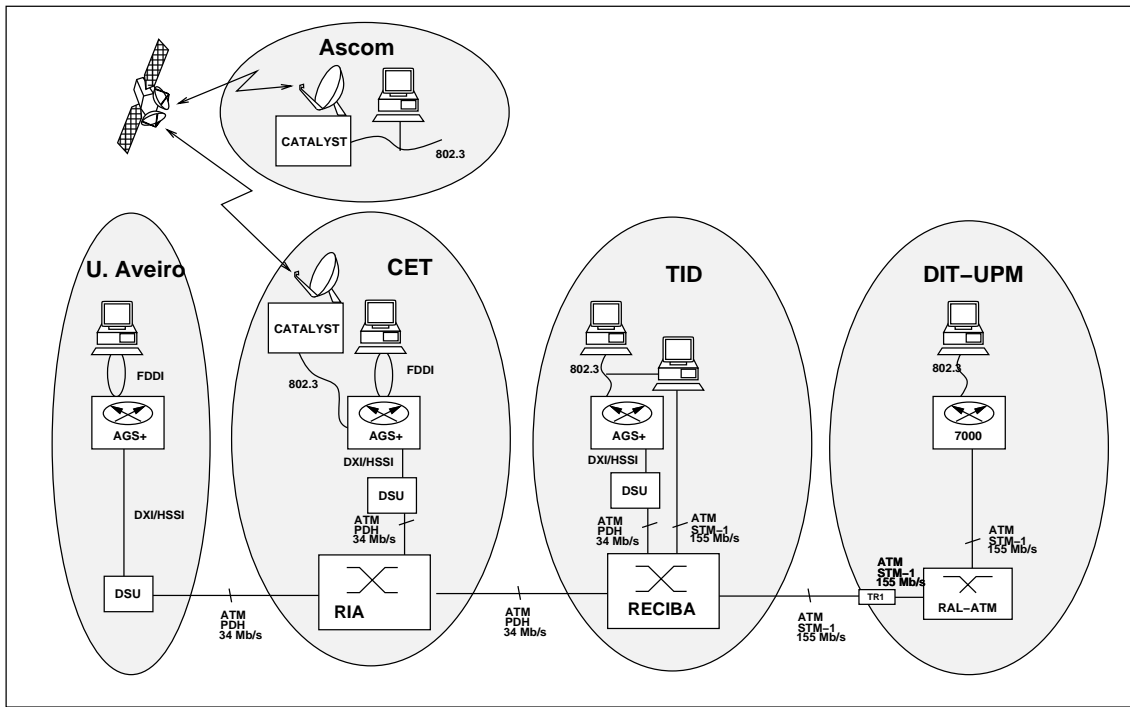 Ascom
CATALYST
802.3
U. Aveiro
FDDI
AGS+
DXI/HSSI
DSU
ATM
PDH
34 Mb/s
CET
CATALYST
802.3
FDDI
AGS+
DXI/HSSI
DSU
ATM
PDH
34 Mb/s
RIA
ATM
PDH
34 Mb/s
TID
802.3
AGS+
DXI/HSSI
DSU
ATM
PDH
34 Mb/s
ATM
STM−1
155 Mb/s
RECIBA
ATM
STM−1
155 Mb/s
DIT−UPM
802.3
7000
ATM
STM−1
155 Mb/s
ATM
STM−1
155 Mb/s
TR1
RAL−ATM